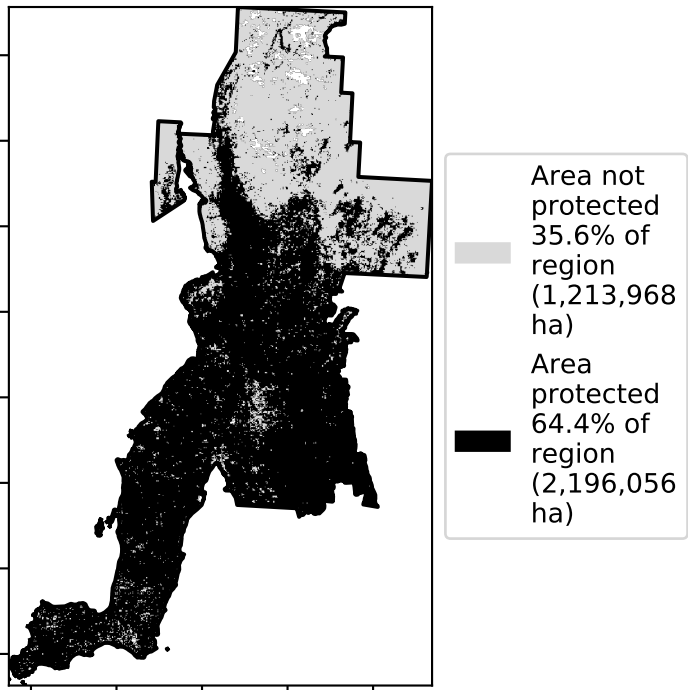 Area not
protected
35.6% of
region
(1,213,968
ha)
Area
protected
64.4% of
region
(2,196,056
ha)